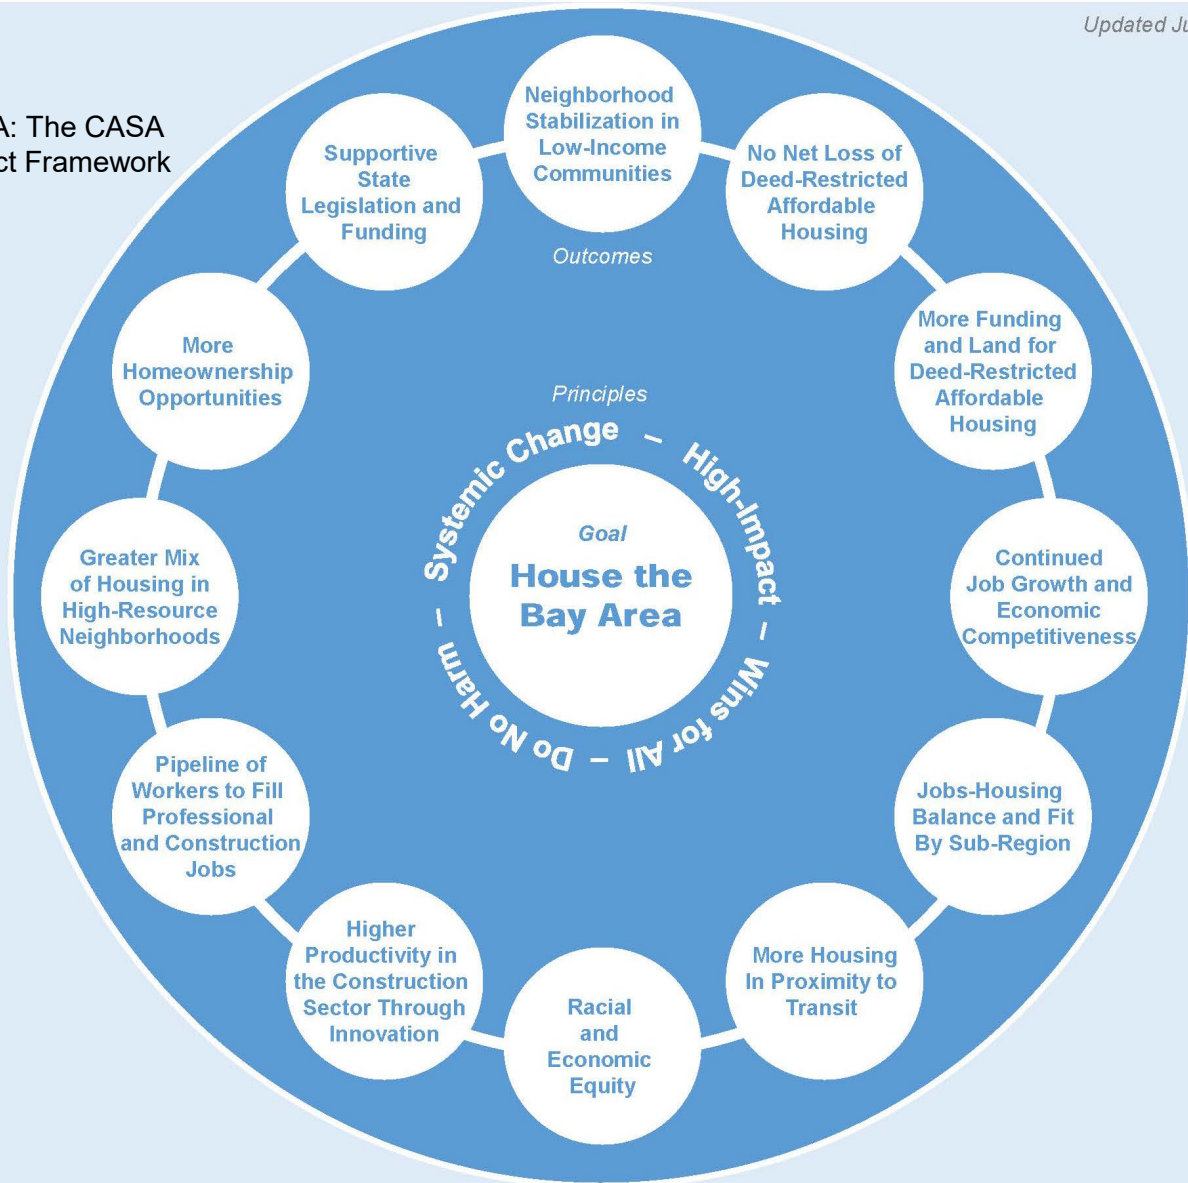 Updated Ju
A: The CASA
ct Framework
Neighborhood
Stabilization in
Low-Income
Communities
No Net Loss of
Deed-Restricted
Affordable
Housing
More Funding
and Land for
Deed-Restricted
Affordable
Housing
Continued
Job Growth and
Economic
Competitiveness
Jobs-Housing
Balance and Fit
By Sub-Region
More Housing
In Proximity to
Transit
Racial
and
Economic
Equity
Higher
Productivity in
the Construction
Sector Through
Innovation
Pipeline of
Workers to Fill
Professional
and Construction
Jobs
Greater Mix
of Housing in
High-Resource
Neighborhoods
More
Homeownership
Opportunities
Supportive
State
Legislation and
Funding
Outcomes
Principles
Systemic Change – High-Impact – Wins for All – Do No Harm –
Goal
House the
Bay Area